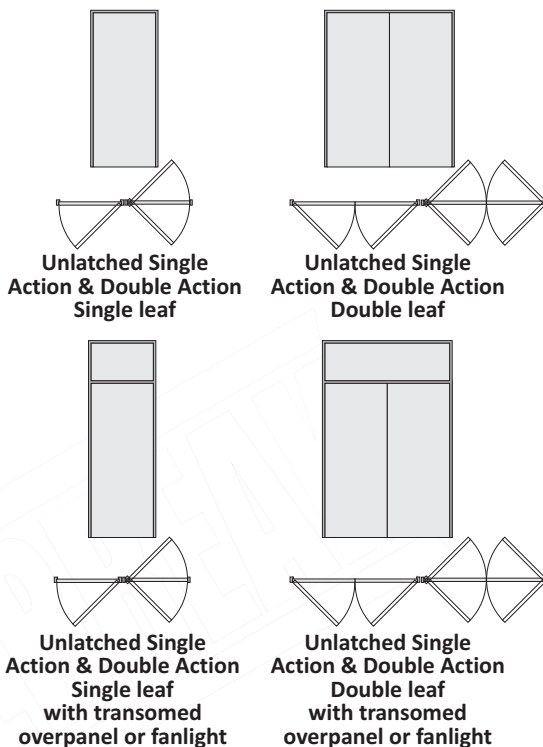 Unlatched Single
Action & Double Action
Single leaf
Unlatched Single
Action & Double Action
Double leaf
Unlatched Single
Action & Double Action
Single leaf
with transomed
overpanel or fanlight
Unlatched Single
Action & Double Action
Double leaf
with transomed
overpanel or fanlight